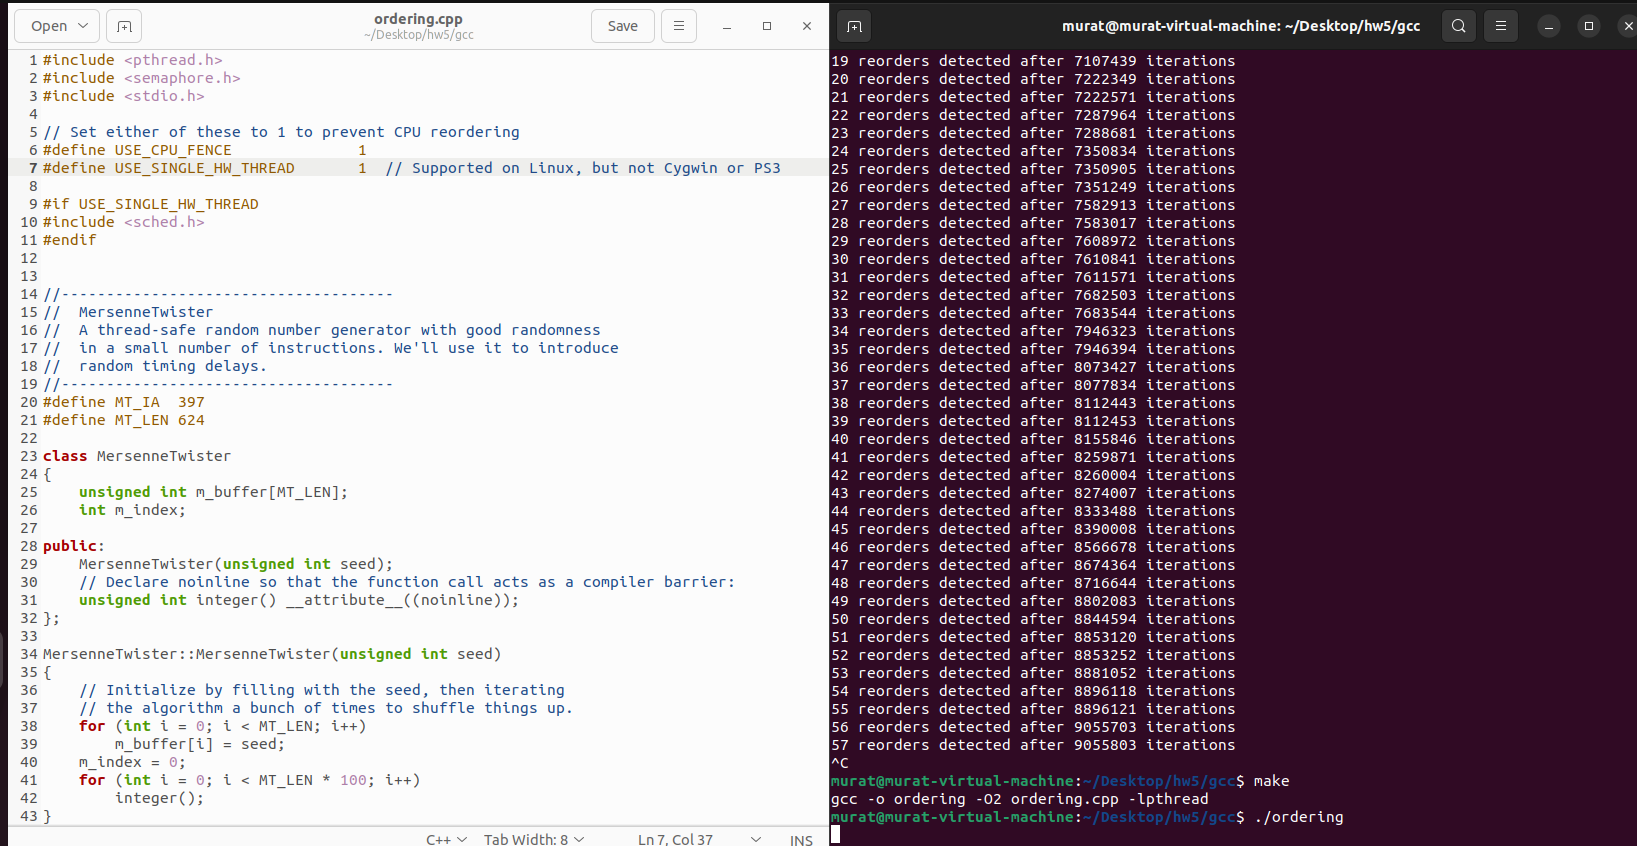 Open
ordering.cpp
~/Desktop/hw5/gcc
Save
1 #include <pthread.h>
2 #include <semaphore.h>
3 #include <stdio.h>
4
5 // Set either of these to 1 to prevent CPU reordering
6 #define USE_CPU_FENCE              1
7 #define USE_SINGLE_HW_THREAD       1  // Supported on Linux, but not Cygwin or PS3
8
9 #if USE_SINGLE_HW_THREAD
10 #include <sched.h>
11 #endif
12
13
14 //-------------------------------------
15 //  MersenneTwister
16 //  A thread-safe random number generator with good randomness
17 //  in a small number of instructions. We'll use it to introduce
18 //  random timing delays.
19 //-------------------------------------
20 #define MT_IA  397
21 #define MT_LEN 624
22
23 class MersenneTwister
24 {
25     unsigned int m_buffer[MT_LEN];
26     int m_index;
27
28 public:
29     MersenneTwister(unsigned int seed);
30     // Declare noinline so that the function call acts as a compiler barrier:
31     unsigned int integer() __attribute__((noinline));
32 };
33
34 MersenneTwister::MersenneTwister(unsigned int seed)
35 {
36     // Initialize by filling with the seed, then iterating
37     // the algorithm a bunch of times to shuffle things up.
38     for (int i = 0; i < MT_LEN; i++)
39         m_buffer[i] = seed;
40     m_index = 0;
41     for (int i = 0; i < MT_LEN * 100; i++)
42         integer();
43 }
C++
Tab Width: 8
Ln 7, Col 37
INS
murat@murat-virtual-machine: ~/Desktop/hw5/gcc
19 reorders detected after 7107439 iterations
20 reorders detected after 7222349 iterations
21 reorders detected after 7222571 iterations
22 reorders detected after 7287964 iterations
23 reorders detected after 7288681 iterations
24 reorders detected after 7350834 iterations
25 reorders detected after 7350905 iterations
26 reorders detected after 7351249 iterations
27 reorders detected after 7582913 iterations
28 reorders detected after 7583017 iterations
29 reorders detected after 7608972 iterations
30 reorders detected after 7610841 iterations
31 reorders detected after 7611571 iterations
32 reorders detected after 7682503 iterations
33 reorders detected after 7683544 iterations
34 reorders detected after 7946323 iterations
35 reorders detected after 7946394 iterations
36 reorders detected after 8073427 iterations
37 reorders detected after 8077834 iterations
38 reorders detected after 8112443 iterations
39 reorders detected after 8112453 iterations
40 reorders detected after 8155846 iterations
41 reorders detected after 8259871 iterations
42 reorders detected after 8260004 iterations
43 reorders detected after 8274007 iterations
44 reorders detected after 8333488 iterations
45 reorders detected after 8390008 iterations
46 reorders detected after 8566678 iterations
47 reorders detected after 8674364 iterations
48 reorders detected after 8716644 iterations
49 reorders detected after 8802083 iterations
50 reorders detected after 8844594 iterations
51 reorders detected after 8853120 iterations
52 reorders detected after 8853252 iterations
53 reorders detected after 8881052 iterations
54 reorders detected after 8896118 iterations
55 reorders detected after 8896121 iterations
56 reorders detected after 9055703 iterations
57 reorders detected after 9055803 iterations
^C
murat@murat-virtual-machine:~/Desktop/hw5/gcc$ make
gcc -o ordering -O2 ordering.cpp -lpthread
murat@murat-virtual-machine:~/Desktop/hw5/gcc$ ./ordering